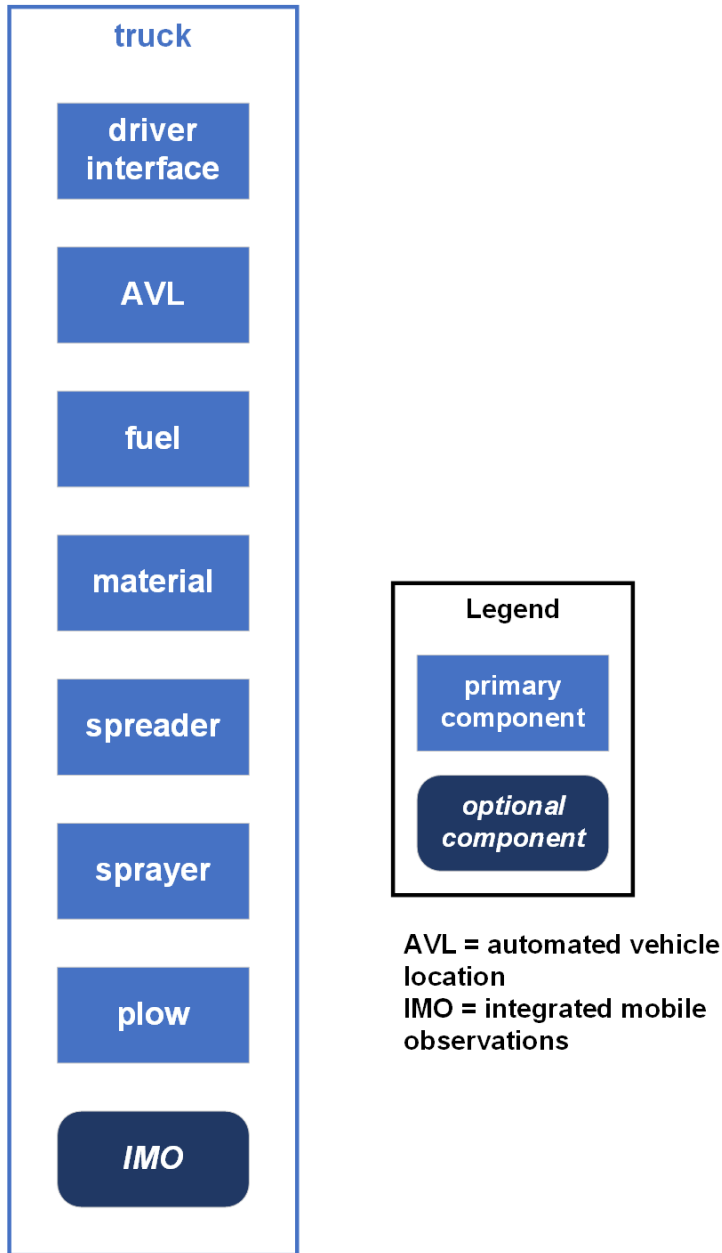 truck
driver
interface
AVL
fuel
material
spreader
sprayer
plow
IMO
Legend
primary
component
optional
component
AVL = automated vehicle
location
IMO = integrated mobile
observations